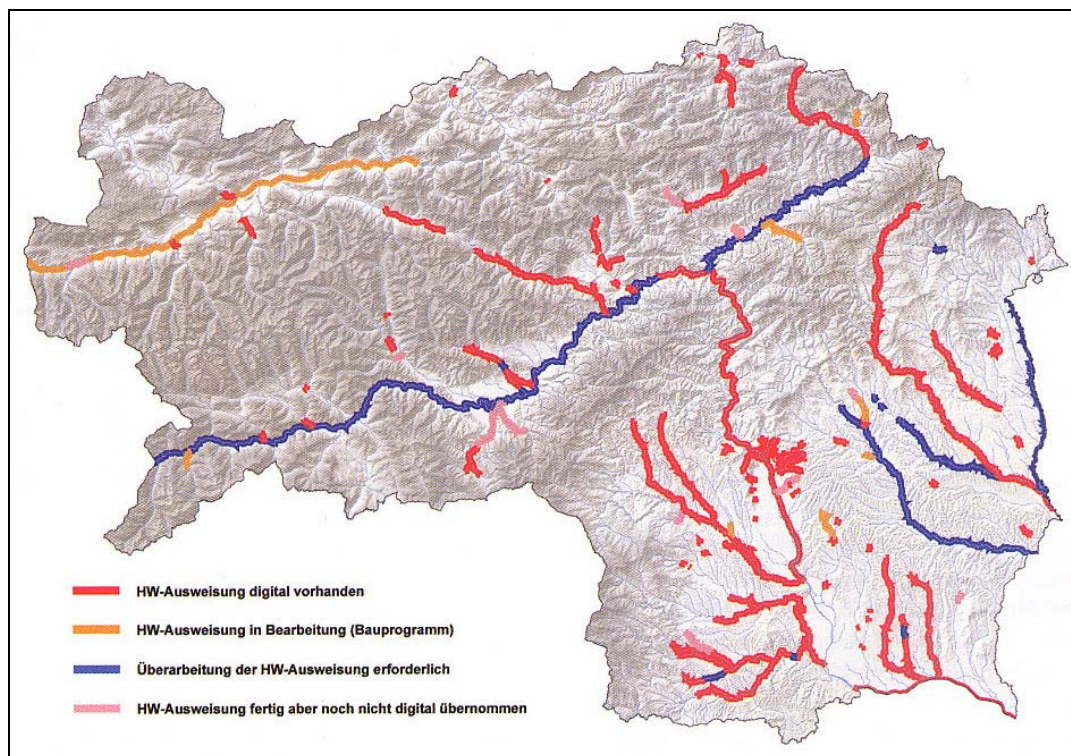 HW-Ausweisung digital vorhanden
HW-Ausweisung in Bearbeitung (Bauprogramm)
Überarbeitung der HW-Ausweisung erforderlich
HW-Ausweisung fertig aber noch nicht digital übernommen